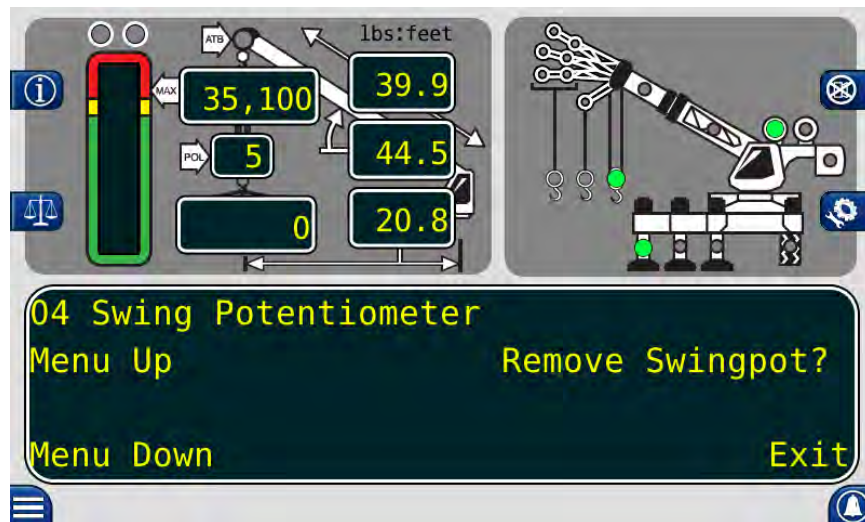 ATB
lbs:feet
MAX
35,100
39.9
POL
5
44.5
0
20.8
04 Swing Potentiometer
Menu Up
Remove Swingpot?
Menu Down
Exit